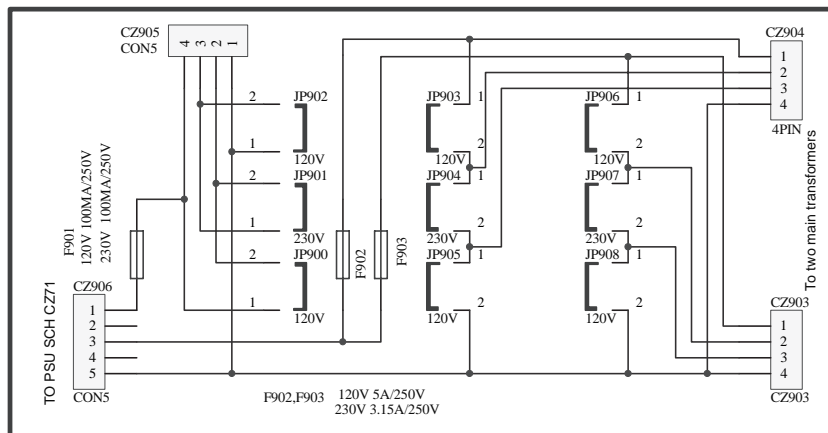 CZ905
CON5
4 3 2 1
CZ904
1
2
3
4
4PIN
To two main transformers
2 JP902
1
120V
2 JP901
1
230V
2 JP900
1
120V
JP903 1
2
120V
JP904 1
2
230V
JP905 1
2
120V
JP906 1
2
120V
JP907 1
2
230V
JP908 1
2
120V
F901
120V 100MA/250V
230V 100MA/250V
F902
F903
TO PSU SCH CZ71
CZ906
1
2
3
4
5
CON5
CZ903
1
2
3
4
CZ903
F902,F903 120V 5A/250V
230V 3.15A/250V